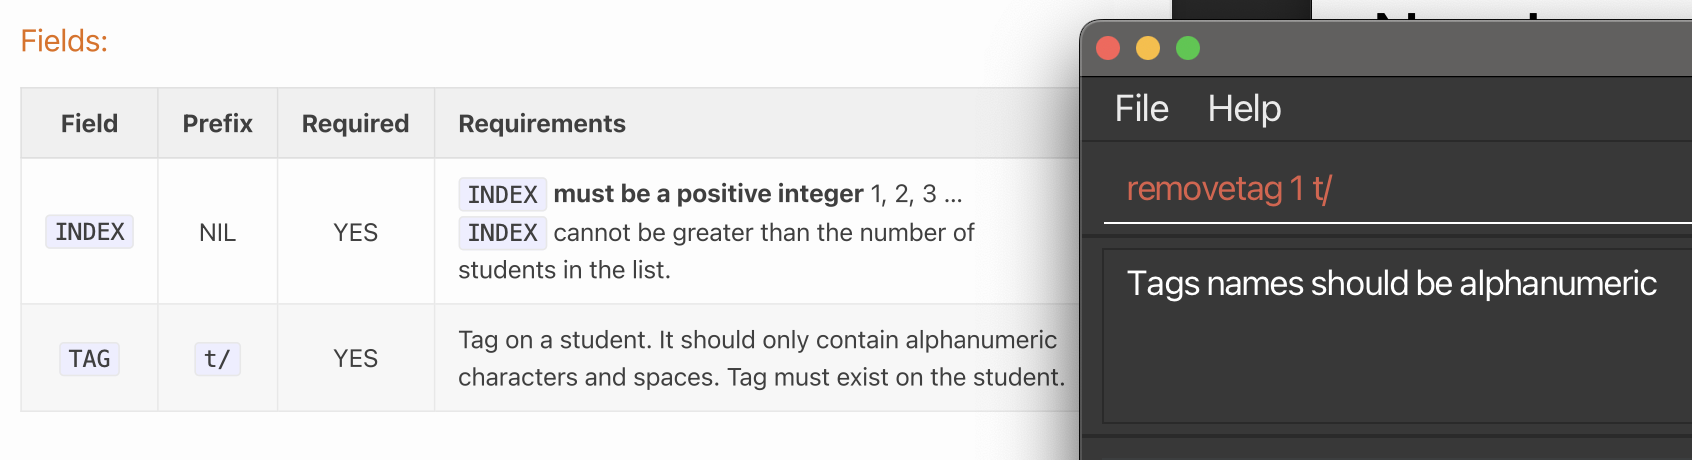 Fields:
Field Prefix Required Requirements
INDEX NIL YES INDEX must be a positive integer 1, 2, 3 ...
INDEX cannot be greater than the number of
students in the list.
TAG t/ YES Tag on a student. It should only contain alphanumeric
characters and spaces. Tag must exist on the student.
File Help
removetag 1 t/
Tags names should be alphanumeric